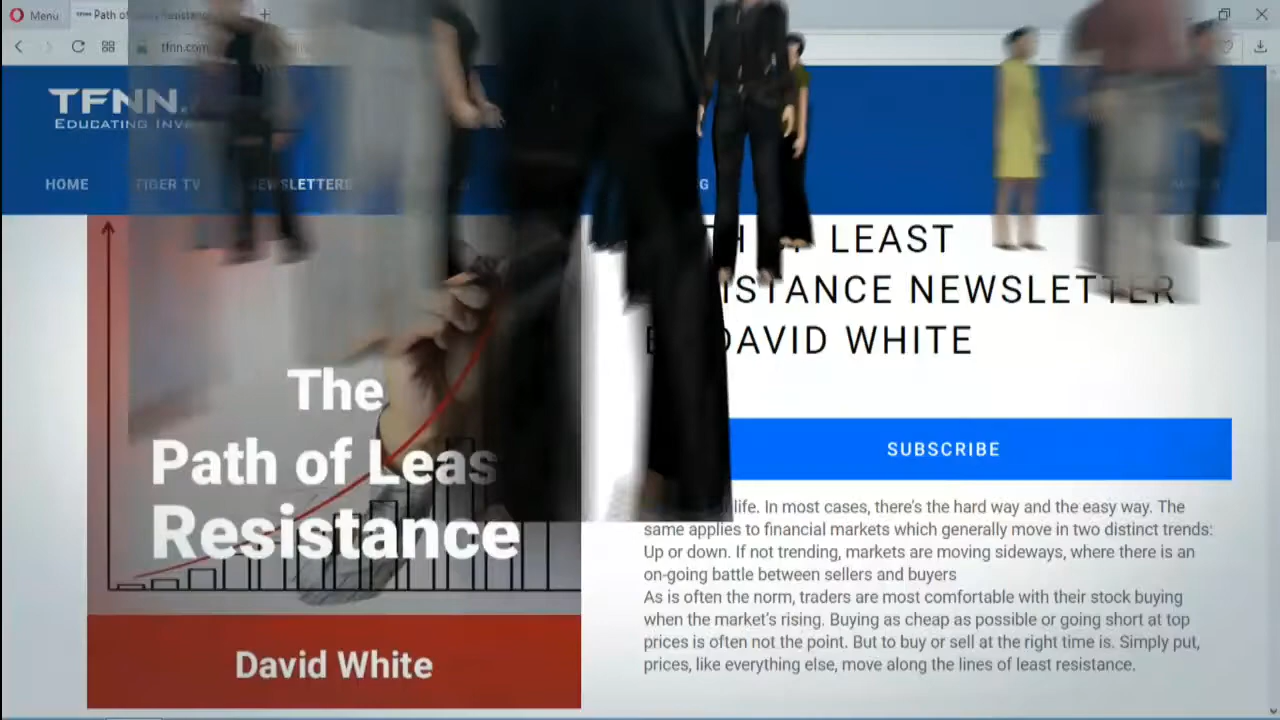 Menu
Path of
tfnn.com
TFNN.
EDUCATING
HOME
TIGER TV
NEWSLETTERS
LEAST
NEWSLETTER
DAVID WHITE
SUBSCRIBE
The
Path of
Resistance
David White
life. In most cases, there's the hard way and the easy way. The
same applies to financial markets which generally move in two distinct trends:
Up or down. If not trending, markets are moving sideways, where there is an
on-going battle between sellers and buyers
As is often the norm, traders are most comfortable with their stock buying
when the market's rising. Buying as cheap as possible or going short at top
prices is often not the point. But to buy or sell at the right time is. Simply put,
prices, like everything else, move along the lines of least resistance.